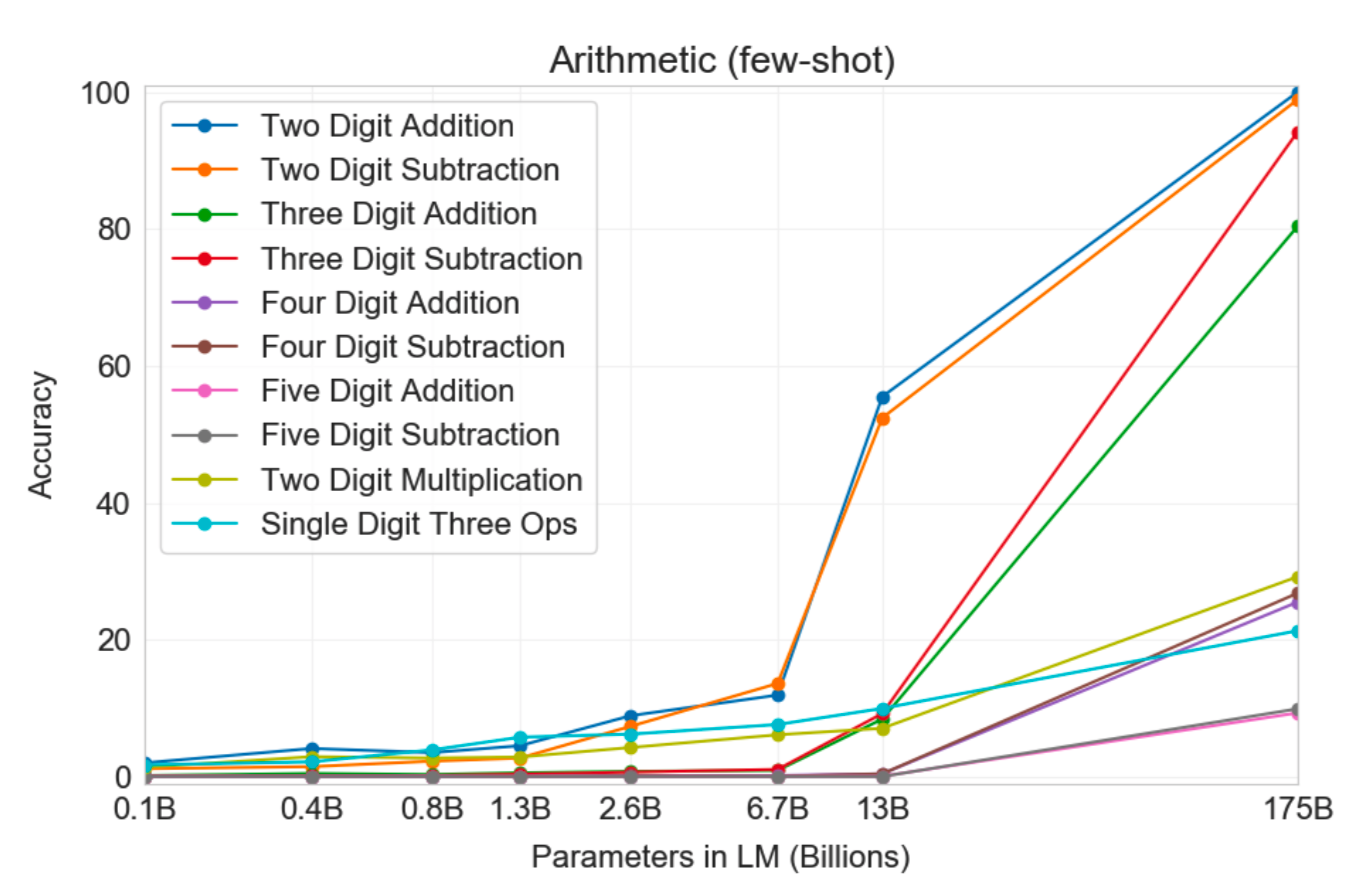 Arithmetic (few-shot)
100
80
60
40
20
0
Accuracy
Two Digit Addition
Two Digit Subtraction
Three Digit Addition
Three Digit Subtraction
Four Digit Addition
Four Digit Subtraction
Five Digit Addition
Five Digit Subtraction
Two Digit Multiplication
Single Digit Three Ops
0.1B 0.4B 0.8B 1.3B 2.6B 6.7B 13B 175B
Parameters in LM (Billions)